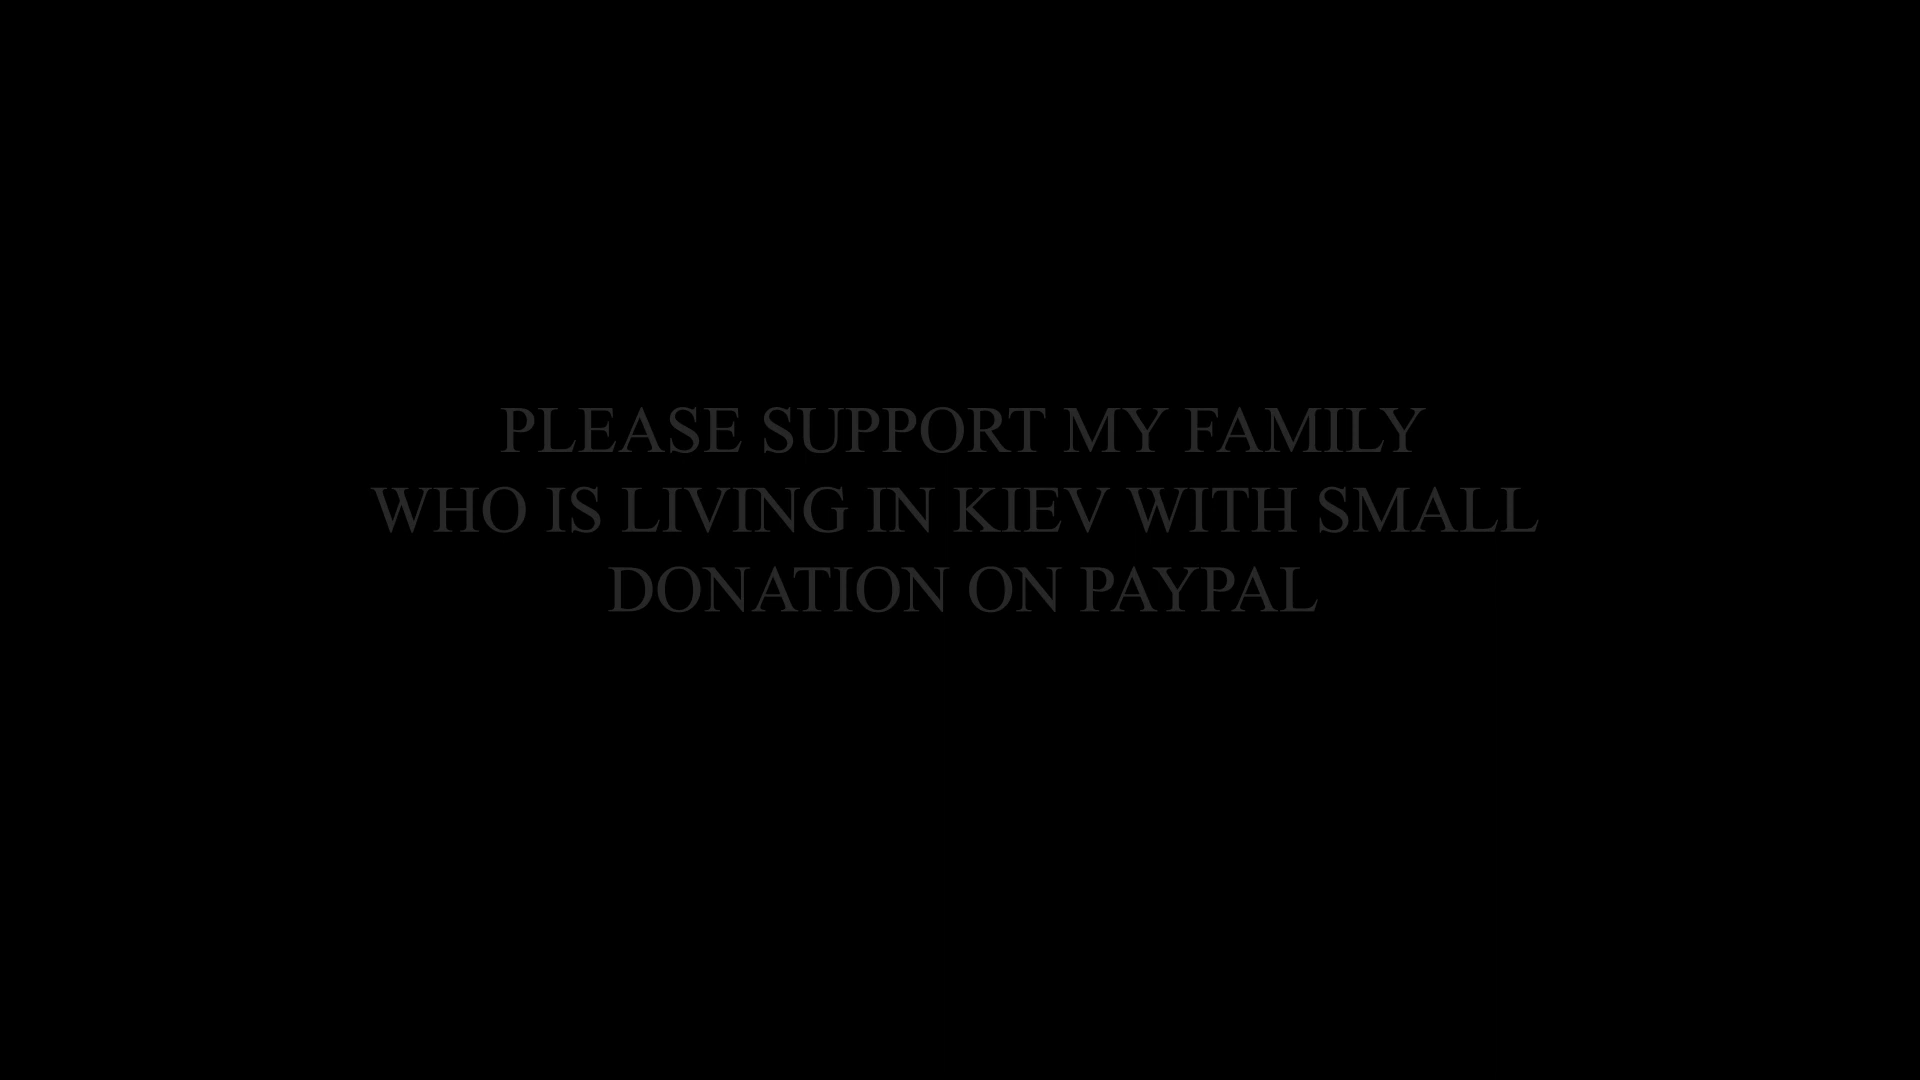 PLEASE SUPPORT MY FAMILY
WHO IS LIVING IN KIEV WITH SMALL
DONATION ON PAYPAL